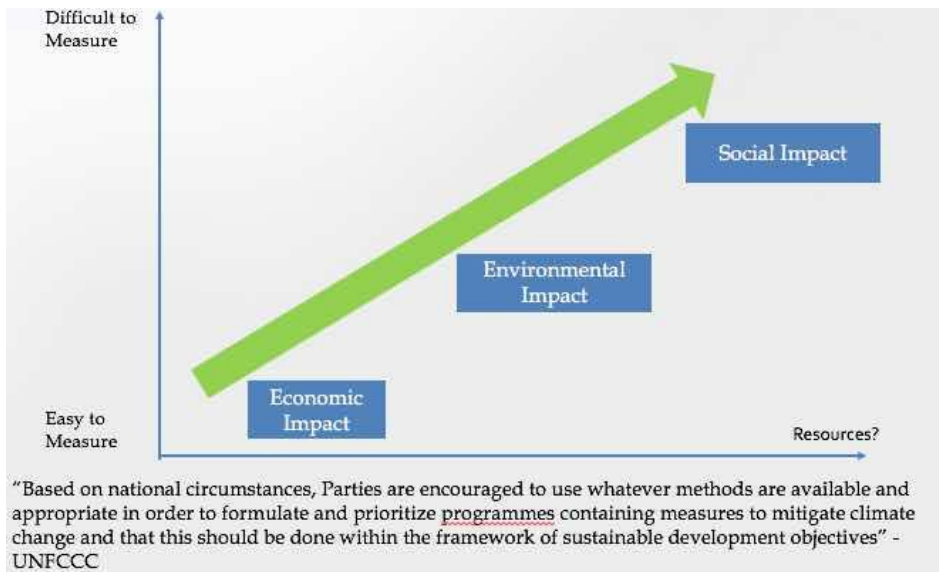 Difficult to
Measure
Social Impact
Environmental
Impact
Economic
Impact
Easy to
Measure
Resources?
“Based on national circumstances, Parties are encouraged to use whatever methods are available and
appropriate in order to formulate and prioritize programmes containing measures to mitigate climate
change and that this should be done within the framework of sustainable development objectives” -
UNFCCC